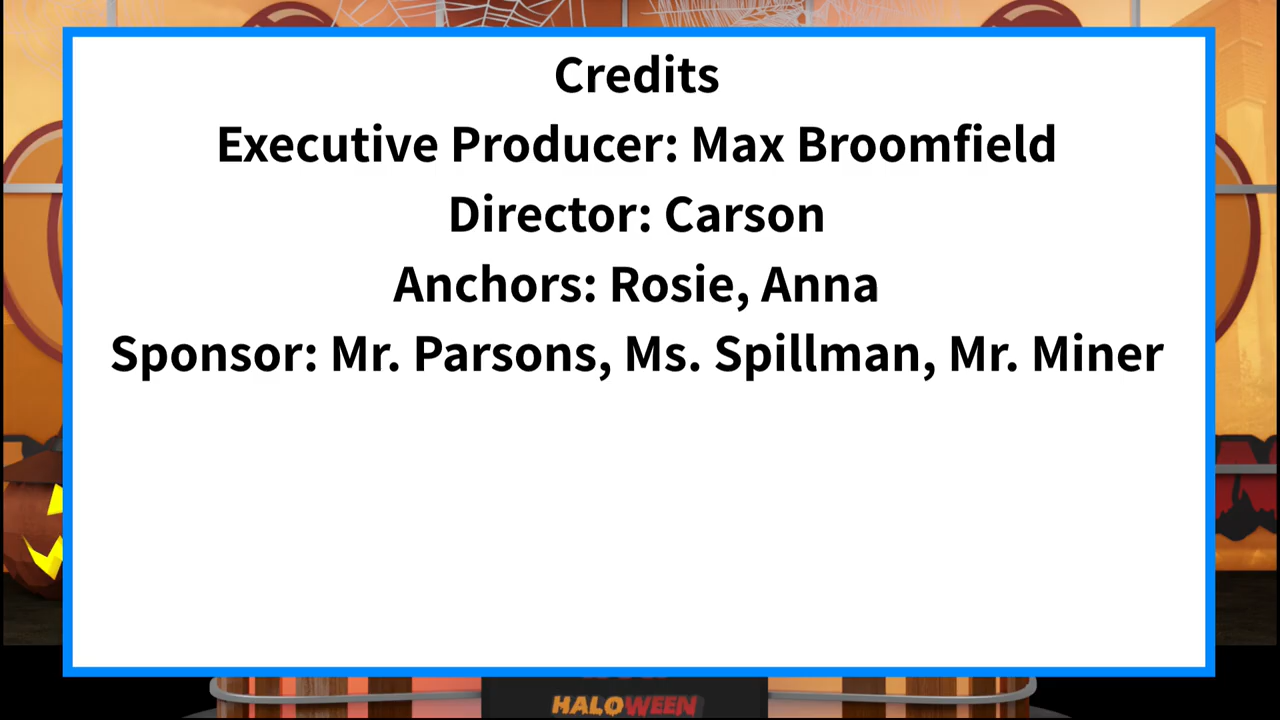 Credits
Executive Producer: Max Broomfield
Director: Carson
Anchors: Rosie, Anna
Sponsor: Mr. Parsons, Ms. Spillman, Mr. Miner
HALOWEEN